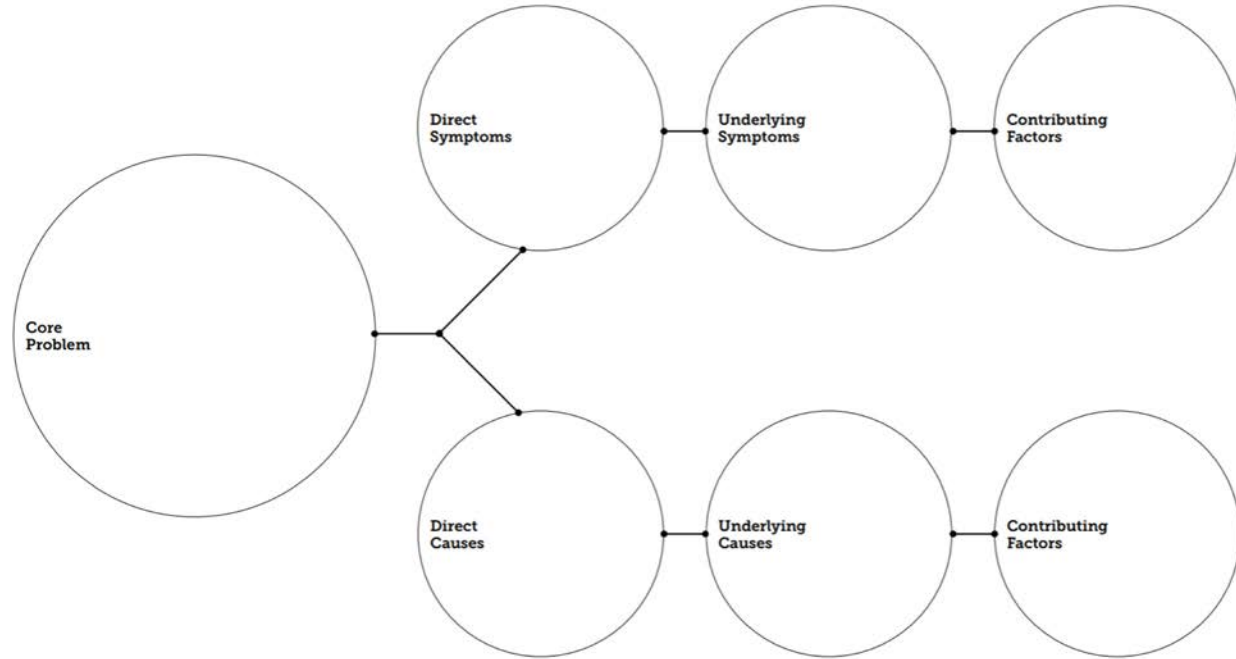 Direct
Symptoms
Underlying
Symptoms
Contributing
Factors
Core
Problem
Direct
Causes
Underlying
Causes
Contributing
Factors